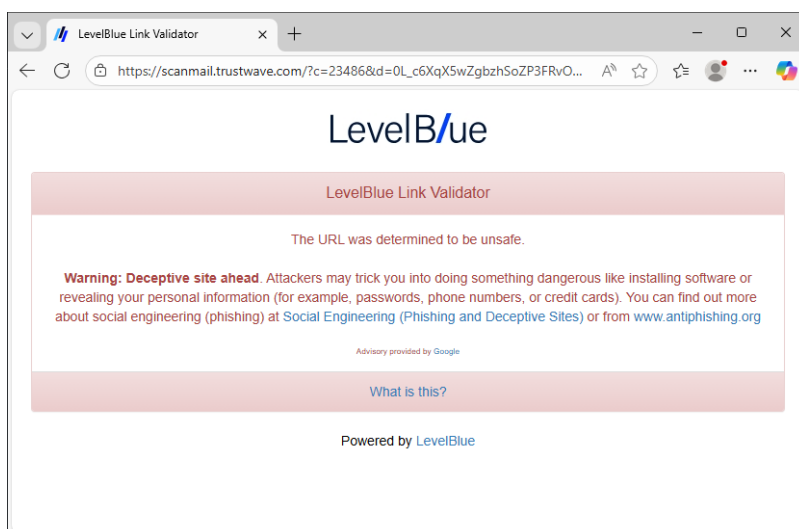 LevelBlue Link Validator
https://scanmail.trustwave.com/?c=23486&d=0L_c6XqX5wZgbzhSoZP3FRvO...
LevelBlue
LevelBlue Link Validator
The URL was determined to be unsafe.
Warning: Deceptive site ahead. Attackers may trick you into doing something dangerous like installing software or
revealing your personal information (for example, passwords, phone numbers, or credit cards). You can find out more
about social engineering (phishing) at Social Engineering (Phishing and Deceptive Sites) or from www.antiphishing.org
Advisory provided by Google
What is this?
Powered by LevelBlue